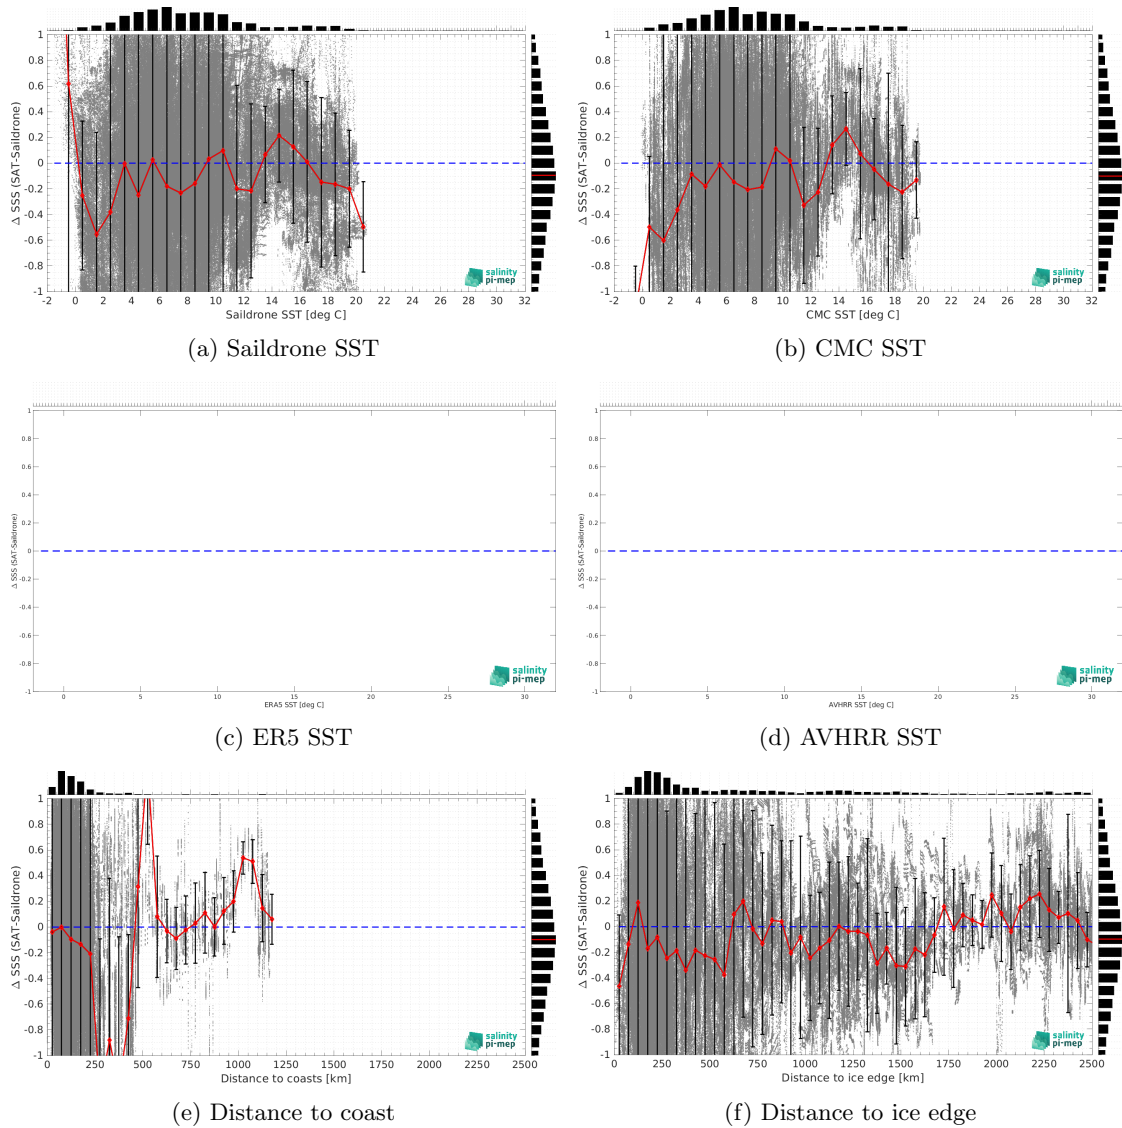 1
0.8
0.6
0.4
0.2
0
-0.2
-0.4
-0.6
-0.8
-1
Δ SSS (SAT-Saildrone)
-2 0 2 4 6 8 10 12 14 16 18 20 22 24 26 28 30 32
Saildrone SST [deg C]
salinity
pi-mep
(a) Saildrone SST
1
0.8
0.6
0.4
0.2
0
-0.2
-0.4
-0.6
-0.8
-1
Δ SSS (SAT-Saildrone)
-2 0 2 4 6 8 10 12 14 16 18 20 22 24 26 28 30 32
CMC SST [deg C]
salinity
pi-mep
(b) CMC SST
1
0.8
0.6
0.4
0.2
0
-0.2
-0.4
-0.6
-0.8
-1
Δ SSS (SAT-Saildrone)
0 5 10 15 20 25 30
ERA5 SST [deg C]
salinity
pi-mep
(c) ER5 SST
1
0.8
0.6
0.4
0.2
0
-0.2
-0.4
-0.6
-0.8
-1
Δ SSS (SAT-Saildrone)
0 5 10 15 20 25 30
AVHRR SST [deg C]
salinity
pi-mep
(d) AVHRR SST
1
0.8
0.6
0.4
0.2
0
-0.2
-0.4
-0.6
-0.8
-1
Δ SSS (SAT-Saildrone)
0 250 500 750 1000 1250 1500 1750 2000 2250 2500
Distance to coasts [km]
salinity
pi-mep
(e) Distance to coast
1
0.8
0.6
0.4
0.2
0
-0.2
-0.4
-0.6
-0.8
-1
Δ SSS (SAT-Saildrone)
0 250 500 750 1000 1250 1500 1750 2000 2250 2500
Distance to ice edge [km]
salinity
pi-mep
(f) Distance to ice edge